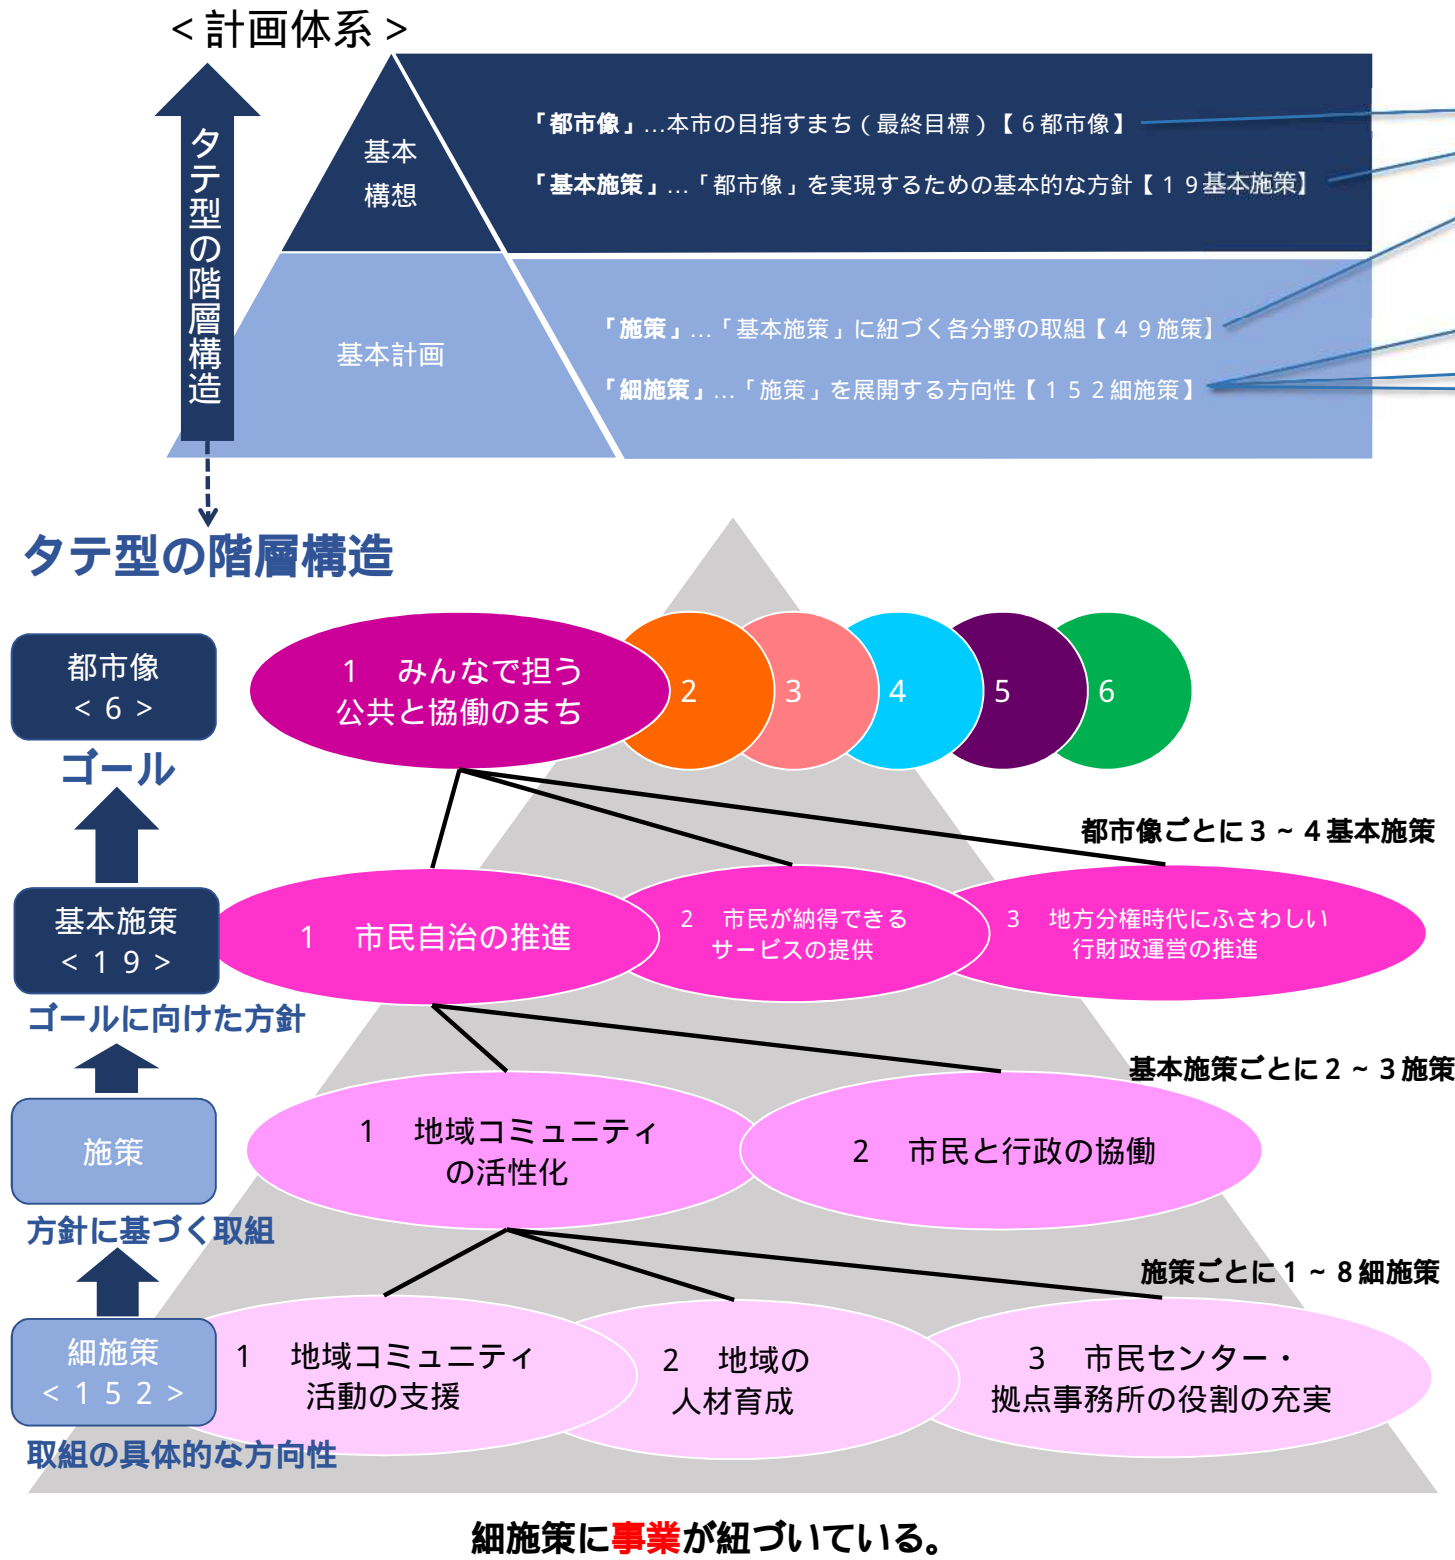 ＜計画体系＞
タテ型の階層構造
基本
構想
「都市像」…本市の目指すまち（最終目標）【６都市像】
「基本施策」…「都市像」を実現するための基本的な方針【１９基本施策】
基本計画
「施策」…「基本施策」に紐づく各分野の取組【４９施策】
「細施策」…「施策」を展開する方向性【１５２細施策】
タテ型の階層構造
都市像
＜６＞
ゴール
1　みんなで担う
公共と協働のまち
2
3
4
5
6
都市像ごとに３～４基本施策
基本施策
＜１９＞
ゴールに向けた方針
1　市民自治の推進
2　市民が納得できる
サービスの提供
3　地方分権時代にふさわしい
行財政運営の推進
基本施策ごとに２～３施策
施策
方針に基づく取組
1　地域コミュニティ
の活性化
2　市民と行政の協働
施策ごとに１～８細施策
細施策
＜１５２＞
取組の具体的な方向性
1　地域コミュニティ
活動の支援
2　地域の
人材育成
3　市民センター・
拠点事務所の役割の充実
細施策に事業が紐づいている。